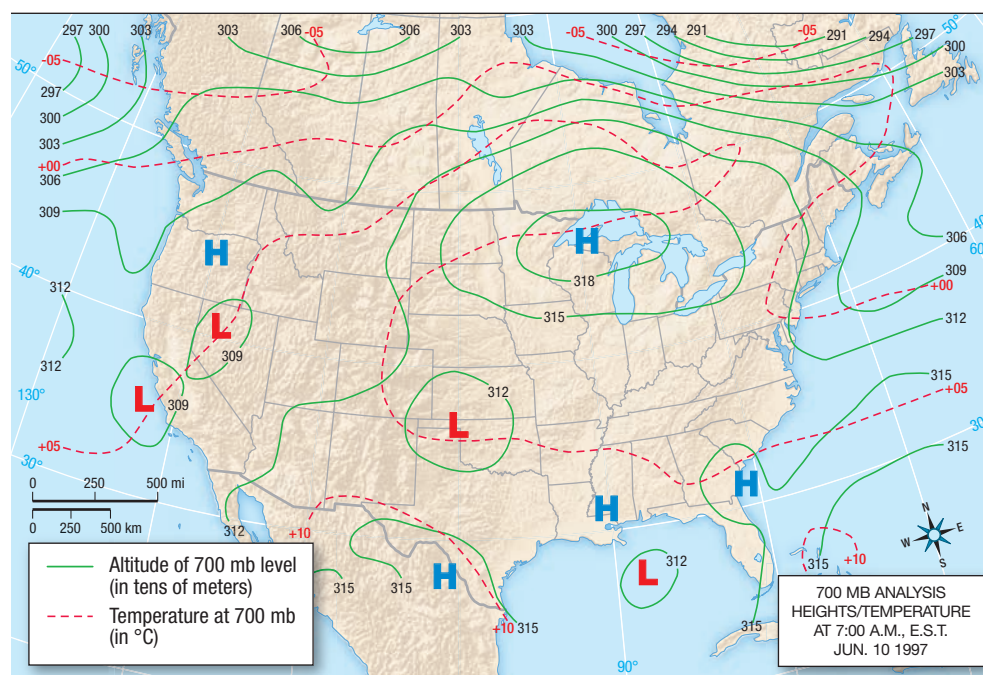 297 300 303 303 306 -05 306 303 303 -05 300 297 294 291 -05 291 294 297 50°
-05 300
50° 303
297
300
303
+00
306
309
H H 40°
306 60°
318 309
312 +00
315 312
L
309
312 312 315
130° L 309 +05
L
+05 315
30°
0 250 500 mi H
H
0 250 500 km
312 +10
N
W E
S
L 312
H 315 +10
315 315
+10 315 315
90°
Altitude of 700 mb level
(in tens of meters)
Temperature at 700 mb
(in °C)
700 MB ANALYSIS
HEIGHTS/TEMPERATURE
AT 7:00 A.M., E.S.T.
JUN. 10 1997